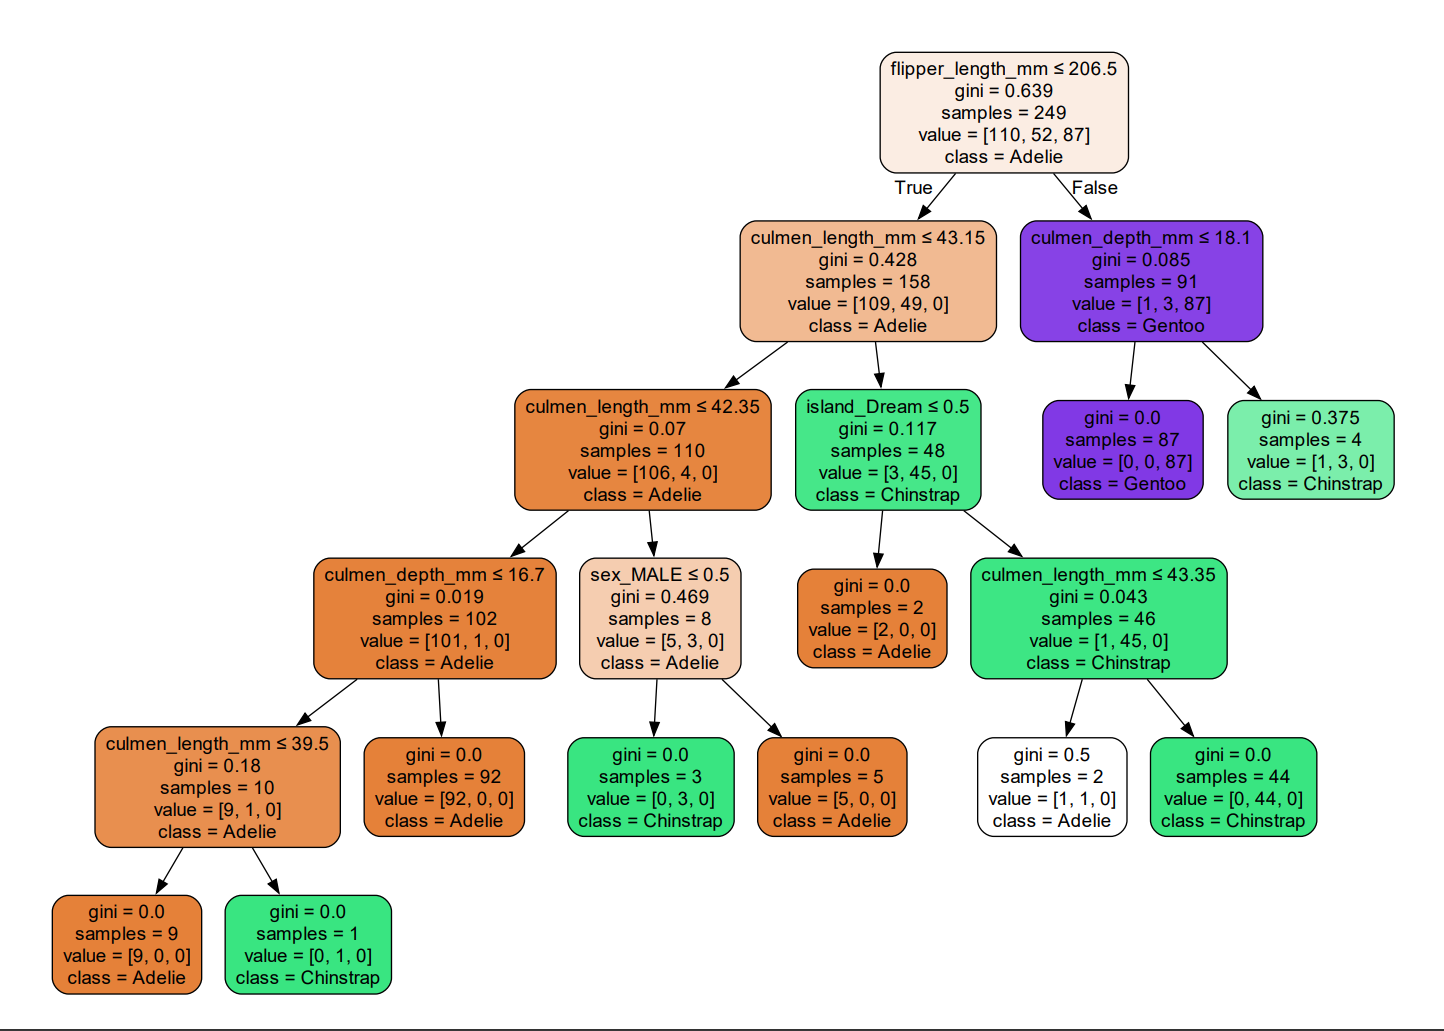 flipper_length_mm ≤ 206.5
gini = 0.639
samples = 249
value = [110, 52, 87]
class = Adelie
True
False
culmen_length_mm ≤ 43.15
gini = 0.428
samples = 158
value = [109, 49, 0]
class = Adelie
culmen_depth_mm ≤ 18.1
gini = 0.085
samples = 91
value = [1, 3, 87]
class = Gentoo
culmen_length_mm ≤ 42.35
gini = 0.07
samples = 110
value = [106, 4, 0]
class = Adelie
island_Dream ≤ 0.5
gini = 0.117
samples = 48
value = [3, 45, 0]
class = Chinstrap
gini = 0.0
samples = 87
value = [0, 0, 87]
class = Gentoo
gini = 0.375
samples = 4
value = [1, 3, 0]
class = Chinstrap
culmen_depth_mm ≤ 16.7
gini = 0.019
samples = 102
value = [101, 1, 0]
class = Adelie
sex_MALE ≤ 0.5
gini = 0.469
samples = 8
value = [5, 3, 0]
class = Adelie
gini = 0.0
samples = 2
value = [2, 0, 0]
class = Adelie
culmen_length_mm ≤ 43.35
gini = 0.043
samples = 46
value = [1, 45, 0]
class = Chinstrap
culmen_length_mm ≤ 39.5
gini = 0.18
samples = 10
value = [9, 1, 0]
class = Adelie
gini = 0.0
samples = 92
value = [92, 0, 0]
class = Adelie
gini = 0.0
samples = 3
value = [0, 3, 0]
class = Chinstrap
gini = 0.0
samples = 5
value = [5, 0, 0]
class = Adelie
gini = 0.5
samples = 2
value = [1, 1, 0]
class = Adelie
gini = 0.0
samples = 44
value = [0, 44, 0]
class = Chinstrap
gini = 0.0
samples = 9
value = [9, 0, 0]
class = Adelie
gini = 0.0
samples = 1
value = [0, 1, 0]
class = Chinstrap